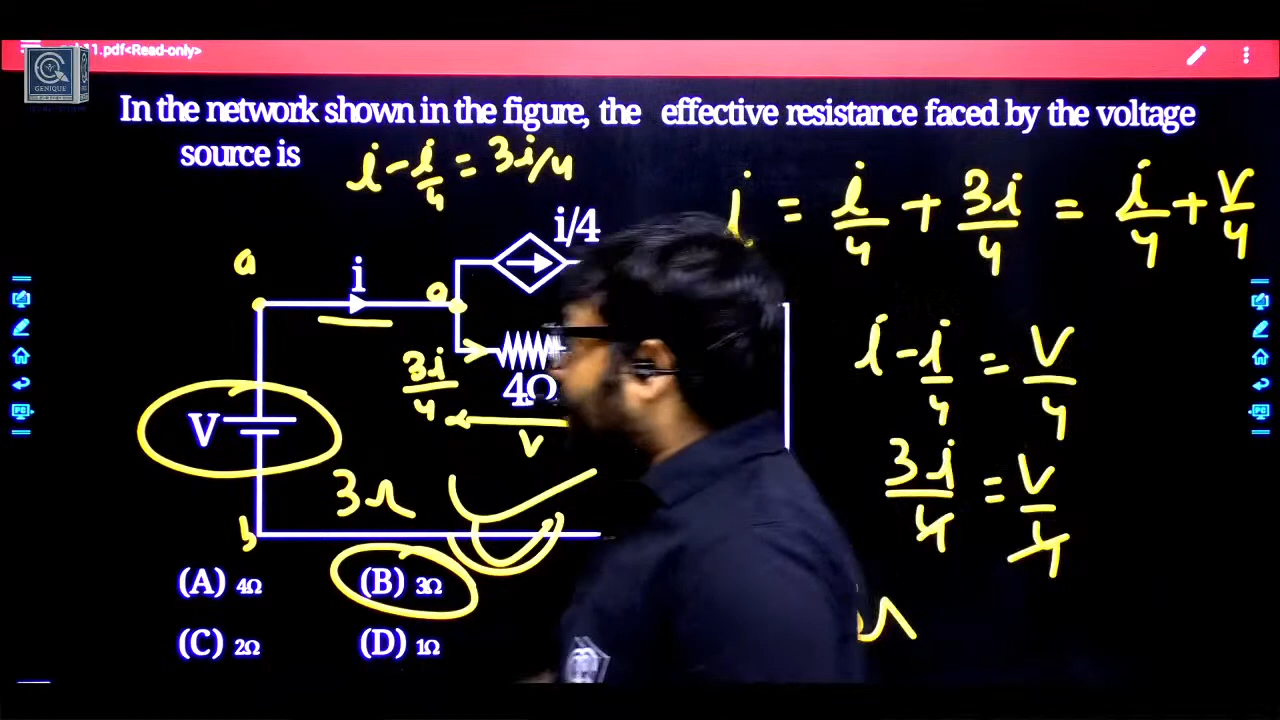 GENIQUE
.pdf<Read-only>
In the network shown in the figure, the effective resistance faced by the voltage
source is
i - i/4 = 3i/4
i = i/4 + 3i/4 = i/4 + V/4
i/4
a
i
a
i - i/4 = V/4
3i/4
4Ω
V
V
3i/4 = V/4
3Ω
b
(A) 4Ω
(B) 3Ω
(C) 2Ω
(D) 1Ω